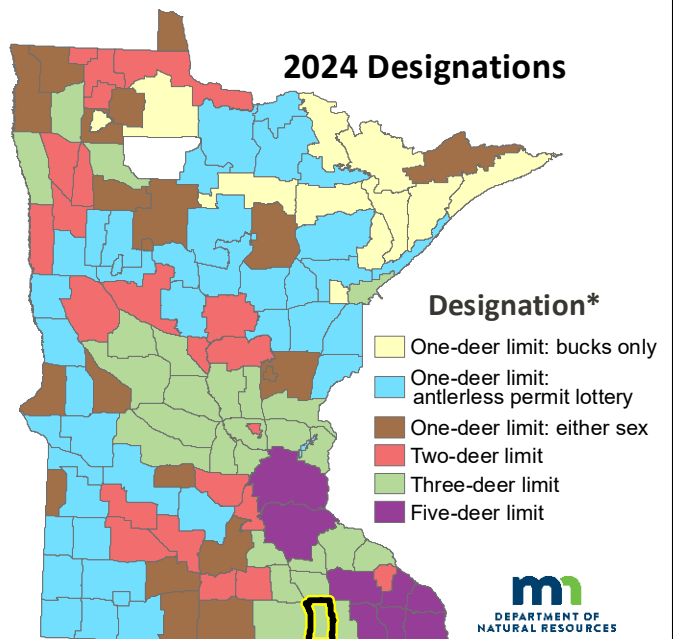 2024 Designations
Designation*
One-deer limit: bucks only
One-deer limit:
antlerless permit lottery
One-deer limit: either sex
Two-deer limit
Three-deer limit
Five-deer limit
mn
DEPARTMENT OF
NATURAL RESOURCES